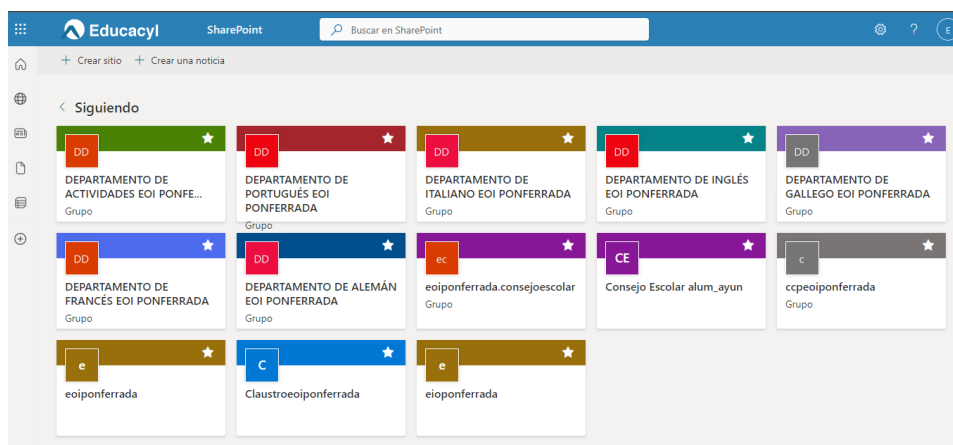 Educacyl
SharePoint
Buscar en SharePoint
?
E
+ Crear sitio
+ Crear una noticia
< Siguiendo
DD
DEPARTAMENTO DE
ACTIVIDADES EOI PONFE...
Grupo
DD
DEPARTAMENTO DE
PORTUGUÉS EOI
PONFERRADA
Grupo
DD
DEPARTAMENTO DE
ITALIANO EOI PONFERRADA
Grupo
DD
DEPARTAMENTO DE INGLÉS
EOI PONFERRADA
Grupo
DD
DEPARTAMENTO DE
GALLEGO EOI PONFERRADA
Grupo
DD
DEPARTAMENTO DE
FRANCÉS EOI PONFERRADA
Grupo
DD
DEPARTAMENTO DE ALEMÁN
EOI PONFERRADA
Grupo
ec
eoiponferrada.consejoescolar
Grupo
CE
Consejo Escolar alum_ayun
c
ccpeoiponferrada
Grupo
e
eoiponferrada
C
Claustroeoiponferrada
e
eioponferrada